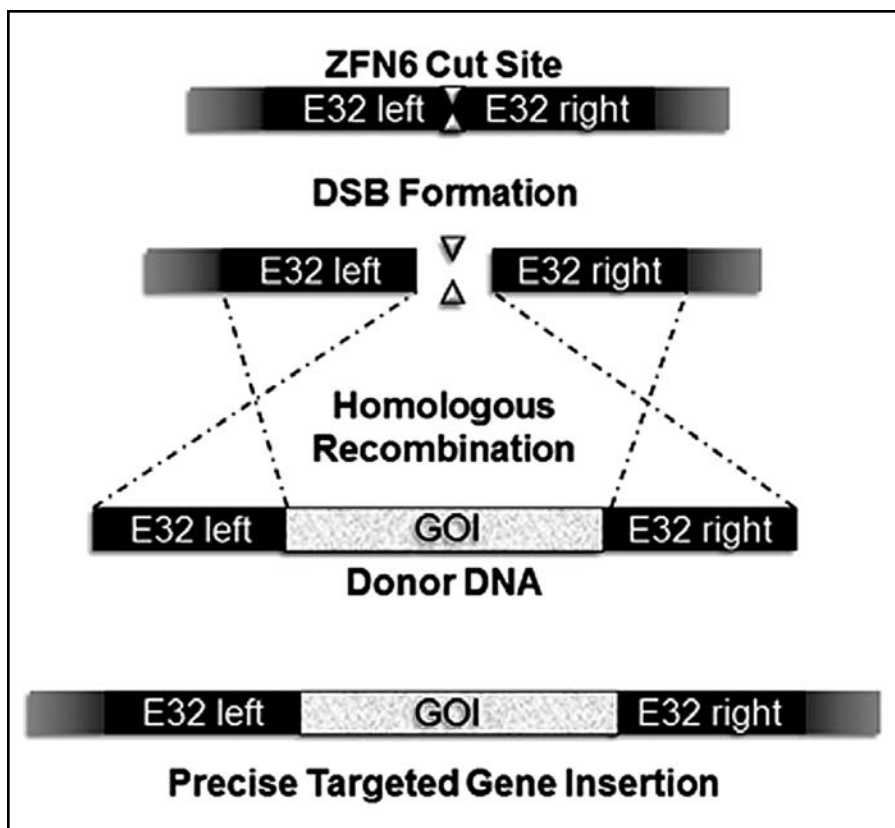 ZFN6 Cut Site
E32 left E32 right
DSB Formation
E32 left E32 right
Homologous
Recombination
E32 left GOI E32 right
Donor DNA
E32 left GOI E32 right
Precise Targeted Gene Insertion